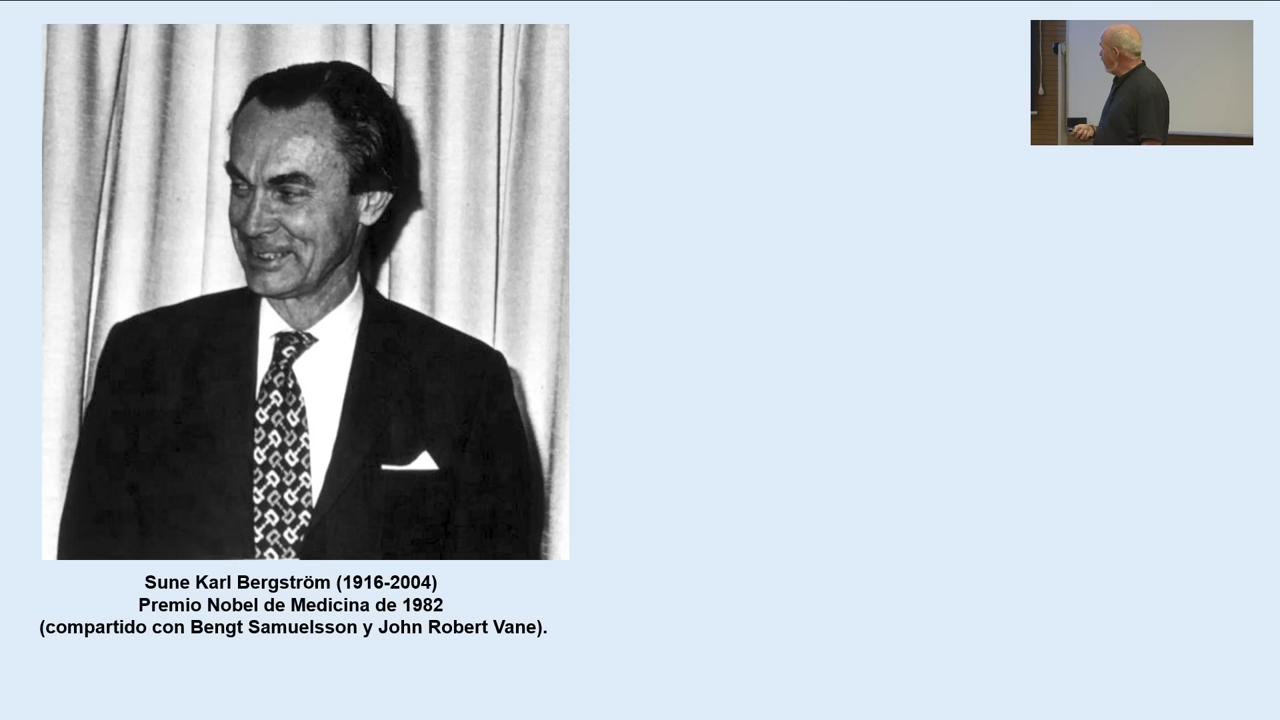 Sune Karl Bergström (1916-2004)
Premio Nobel de Medicina de 1982
(compartido con Bengt Samuelsson y John Robert Vane).